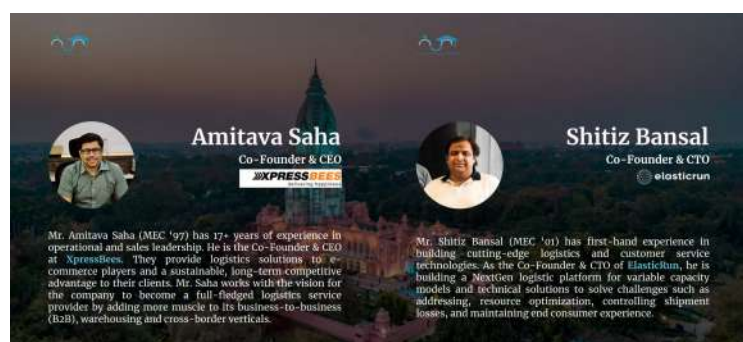 Amitava Saha
Co-Founder & CEO
XPRESSBEES
delivering happiness
Mr. Amitava Saha (MEC '97) has 17+ years of experience in
operational and sales leadership. He is the Co-Founder & CEO
at XpressBees. They provide logistics solutions to e-
commerce players and a sustainable, long-term competitive
advantage to their clients. Mr. Saha works with the vision for
the company to become a full-fledged logistics service
provider by adding more muscle to its business-to-business
(B2B), warehousing and cross-border verticals.
Shitiz Bansal
Co-Founder & CTO
elasticrun
Mr. Shitiz Bansal (MEC '01) has first-hand experience in
building cutting-edge logistics and customer service
technologies. As the Co-Founder & CTO of ElasticRun, he is
building a NextGen logistic platform for variable capacity
models and technical solutions to solve challenges such as
addressing, resource optimization, controlling shipment
losses, and maintaining end consumer experience.